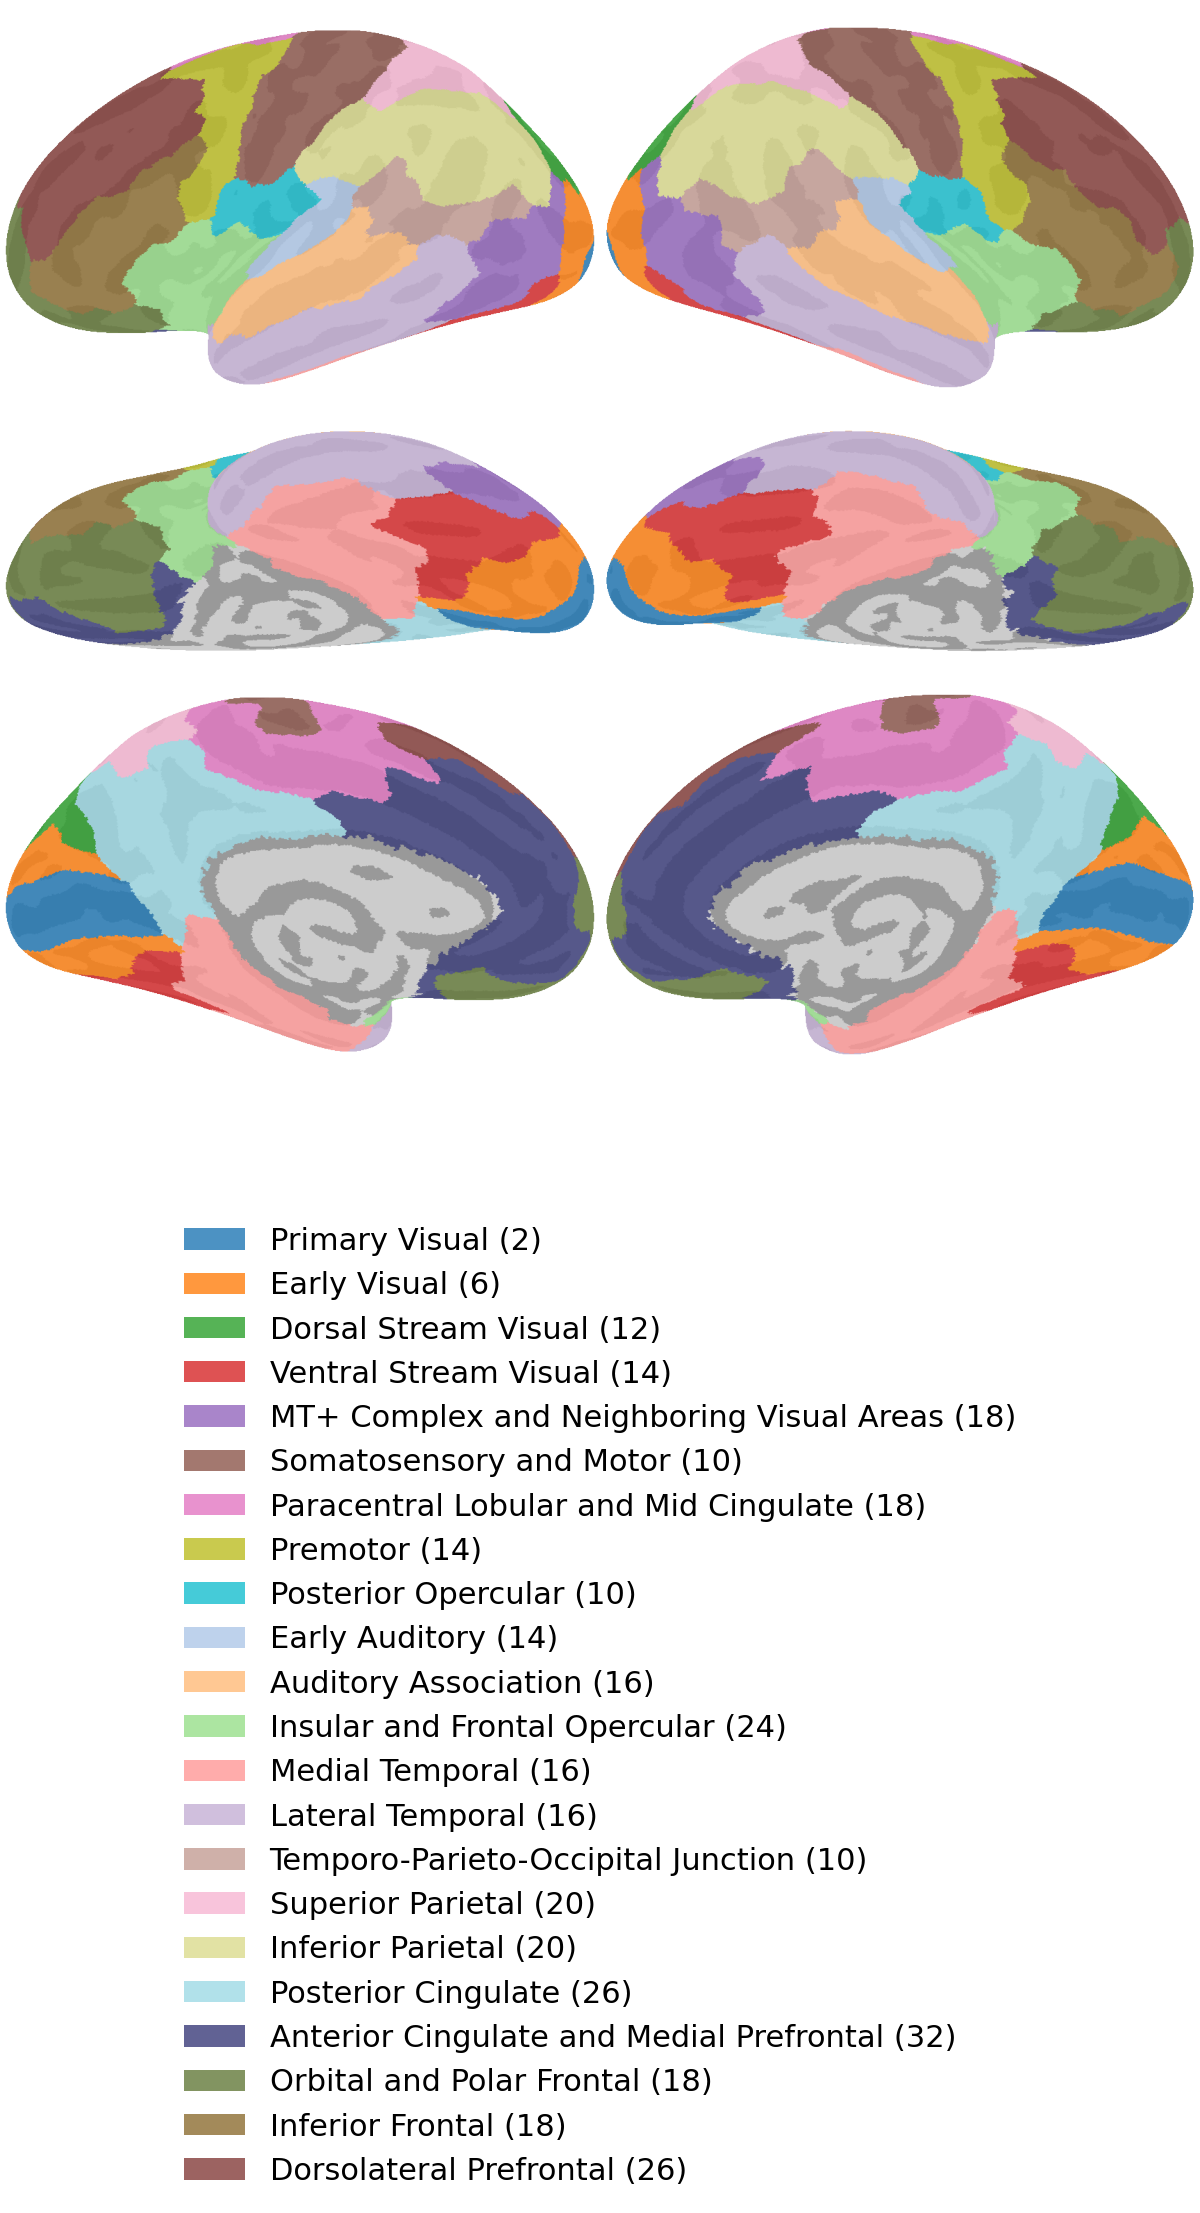 Primary Visual (2)
Early Visual (6)
Dorsal Stream Visual (12)
Ventral Stream Visual (14)
MT+ Complex and Neighboring Visual Areas (18)
Somatosensory and Motor (10)
Paracentral Lobular and Mid Cingulate (18)
Premotor (14)
Posterior Opercular (10)
Early Auditory (14)
Auditory Association (16)
Insular and Frontal Opercular (24)
Medial Temporal (16)
Lateral Temporal (16)
Temporo-Parieto-Occipital Junction (10)
Superior Parietal (20)
Inferior Parietal (20)
Posterior Cingulate (26)
Anterior Cingulate and Medial Prefrontal (32)
Orbital and Polar Frontal (18)
Inferior Frontal (18)
Dorsolateral Prefrontal (26)